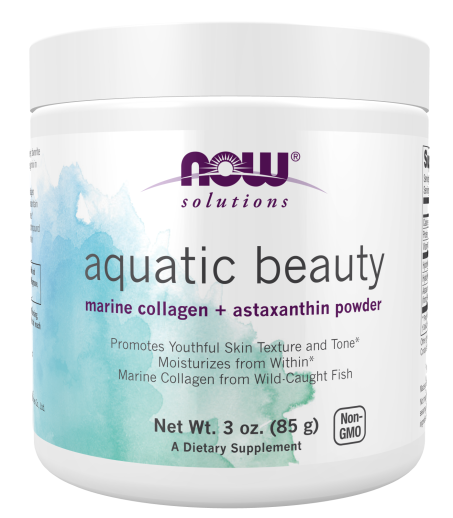 NOW®
solutions
aquatic beauty
marine collagen + astaxanthin powder
Promotes Youthful Skin Texture and Tone*
Moisturizes from Within*
Marine Collagen from Wild-Caught Fish
Net Wt. 3 oz. (85 g)
Non-
GMO
A Dietary Supplement